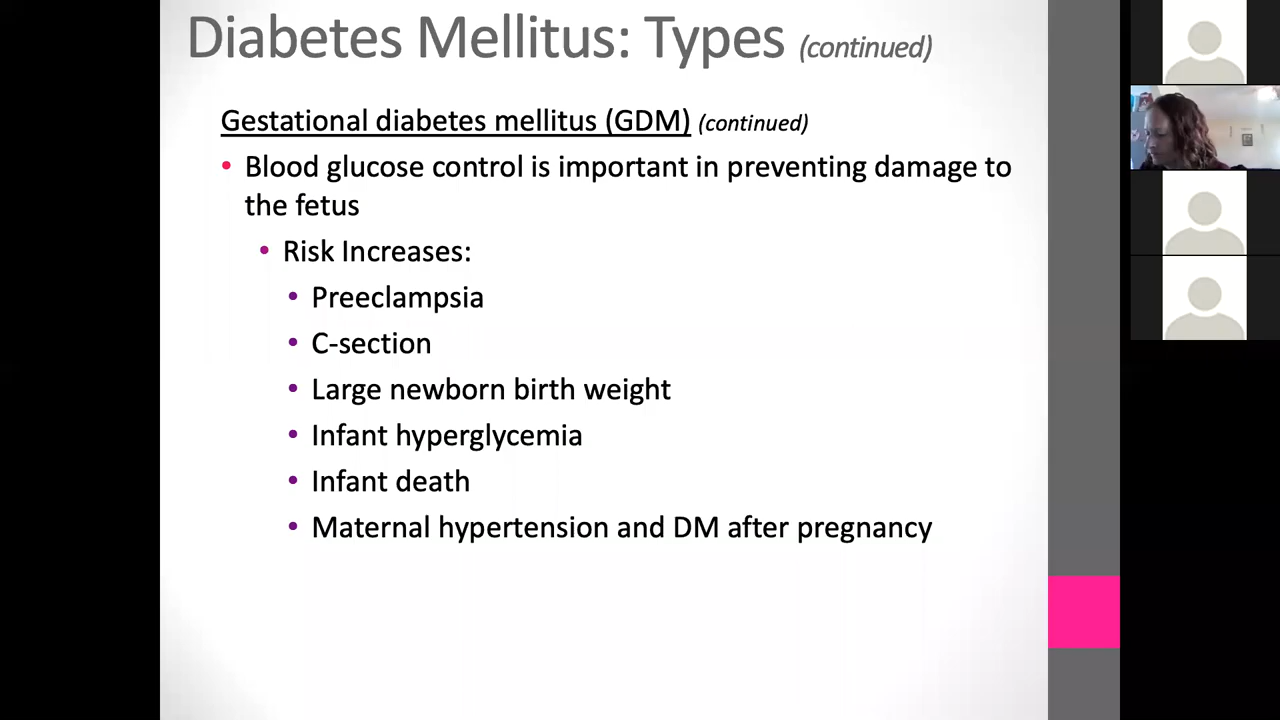 Diabetes Mellitus: Types (continued)
Gestational diabetes mellitus (GDM) (continued)
• Blood glucose control is important in preventing damage to
the fetus
• Risk Increases:
• Preeclampsia
• C-section
• Large newborn birth weight
• Infant hyperglycemia
• Infant death
• Maternal hypertension and DM after pregnancy